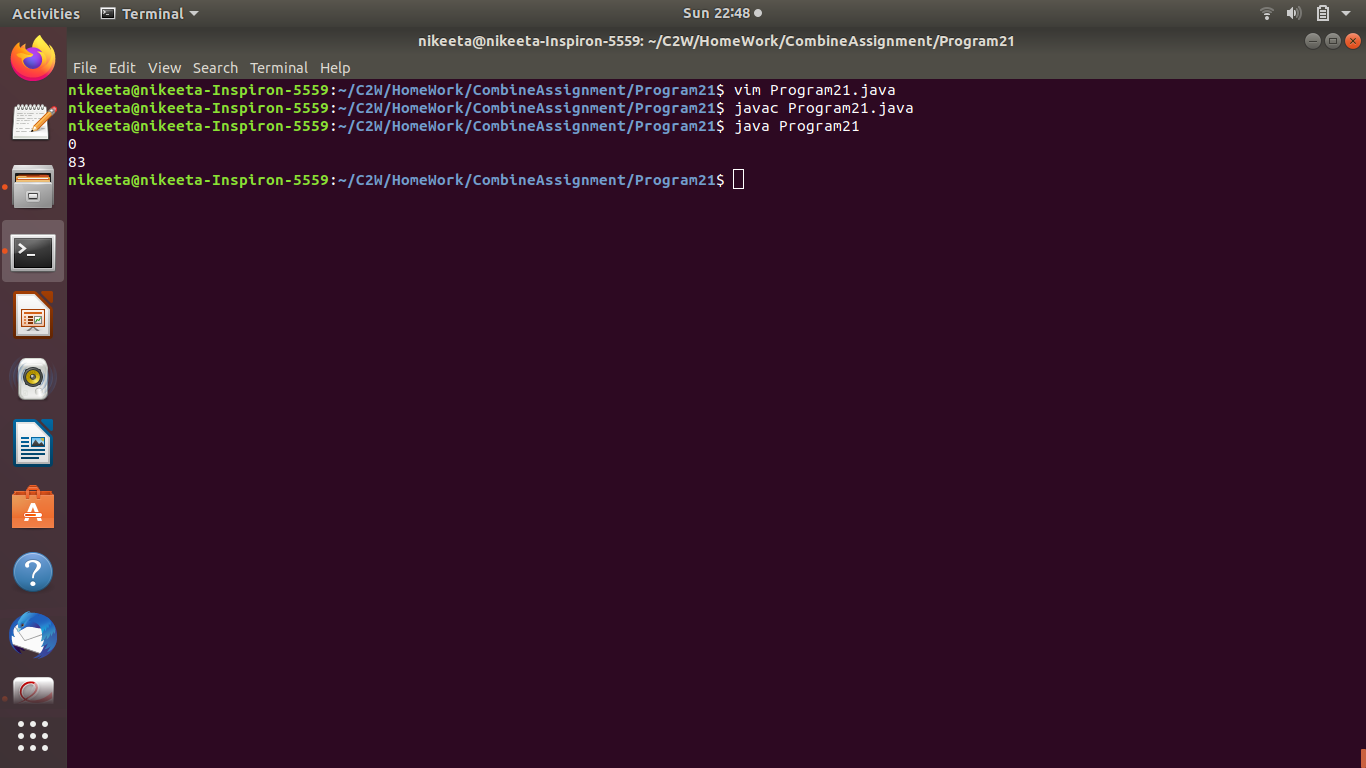 Activities Terminal Sun 22:48
nikeeta@nikeeta-Inspiron-5559: ~/C2W/HomeWork/CombineAssignment/Program21
File Edit View Search Terminal Help
nikeeta@nikeeta-Inspiron-5559:~/C2W/HomeWork/CombineAssignment/Program21$ vim Program21.java
nikeeta@nikeeta-Inspiron-5559:~/C2W/HomeWork/CombineAssignment/Program21$ javac Program21.java
nikeeta@nikeeta-Inspiron-5559:~/C2W/HomeWork/CombineAssignment/Program21$ java Program21
0
83
nikeeta@nikeeta-Inspiron-5559:~/C2W/HomeWork/CombineAssignment/Program21$